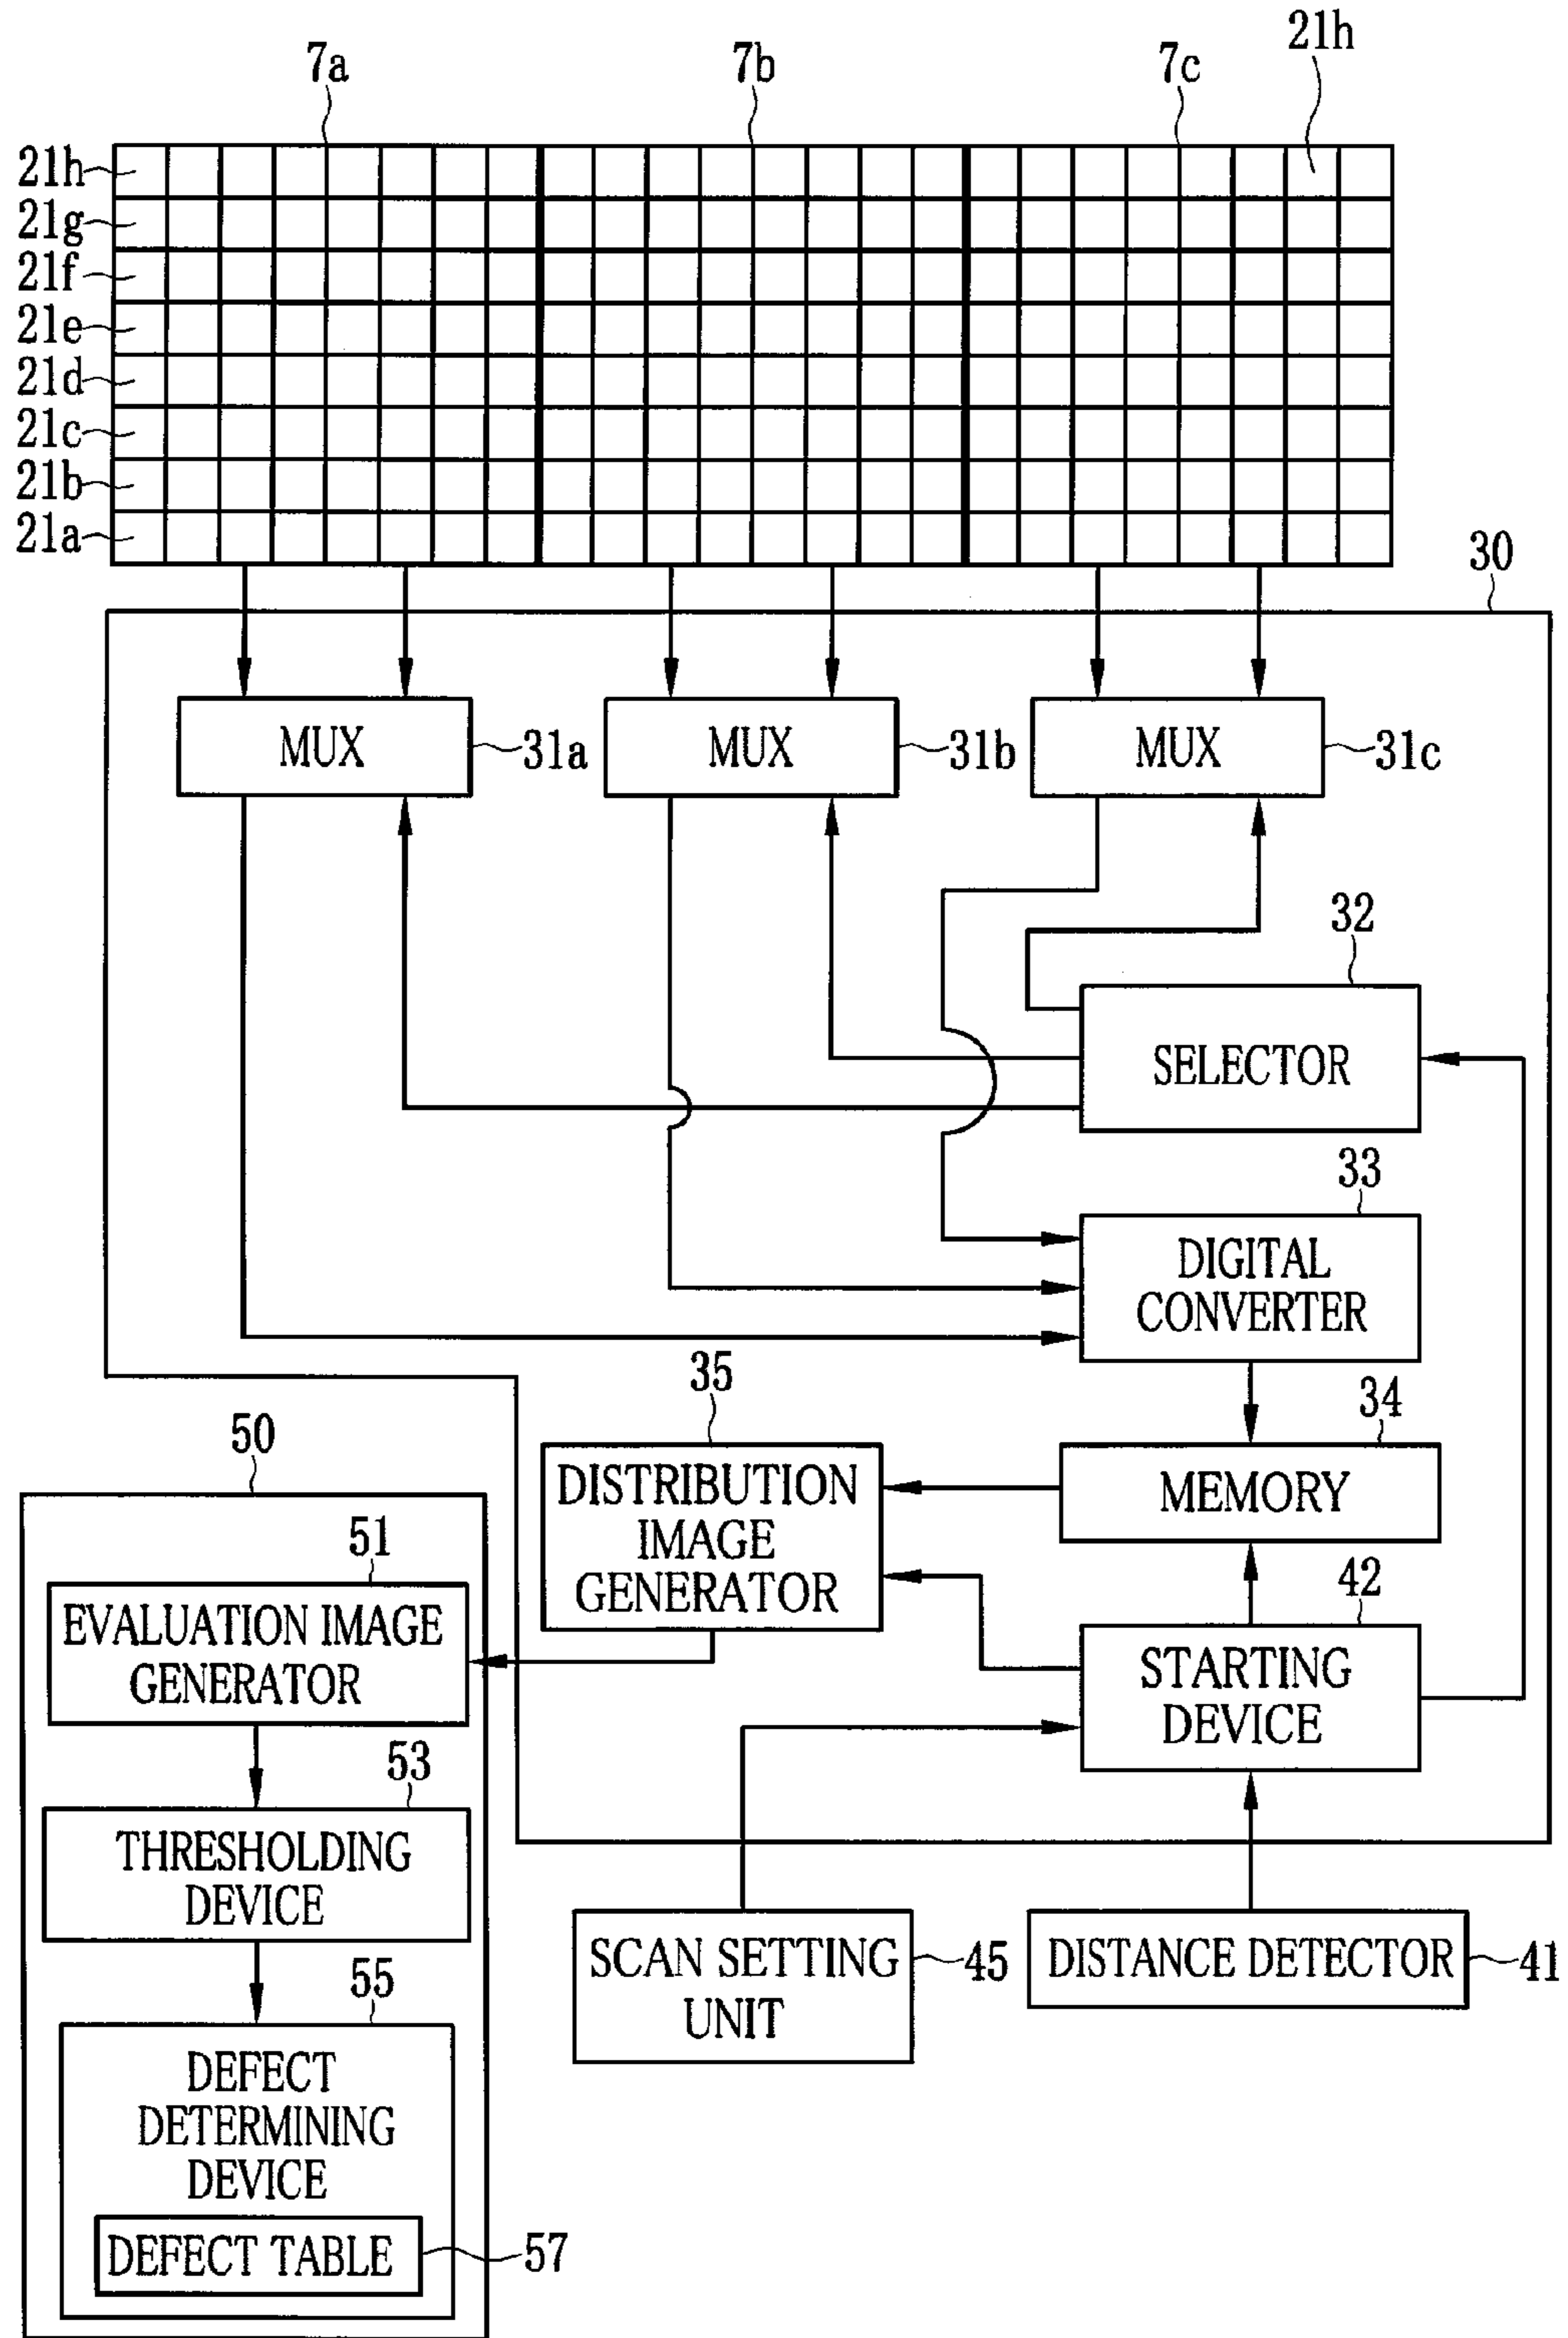 7a
7b
7c
21h
21h
21g
21f
21e
21d
21c
21b
21a
30
MUX
31a
MUX
31b
MUX
31c
32
SELECTOR
33
DIGITAL
CONVERTER
35
DISTRIBUTION
IMAGE
GENERATOR
34
MEMORY
50
51
EVALUATION IMAGE
GENERATOR
42
STARTING
DEVICE
53
THRESHOLDING
DEVICE
SCAN SETTING
UNIT
45
DISTANCE DETECTOR
41
55
DEFECT
DETERMINING
DEVICE
DEFECT TABLE
57